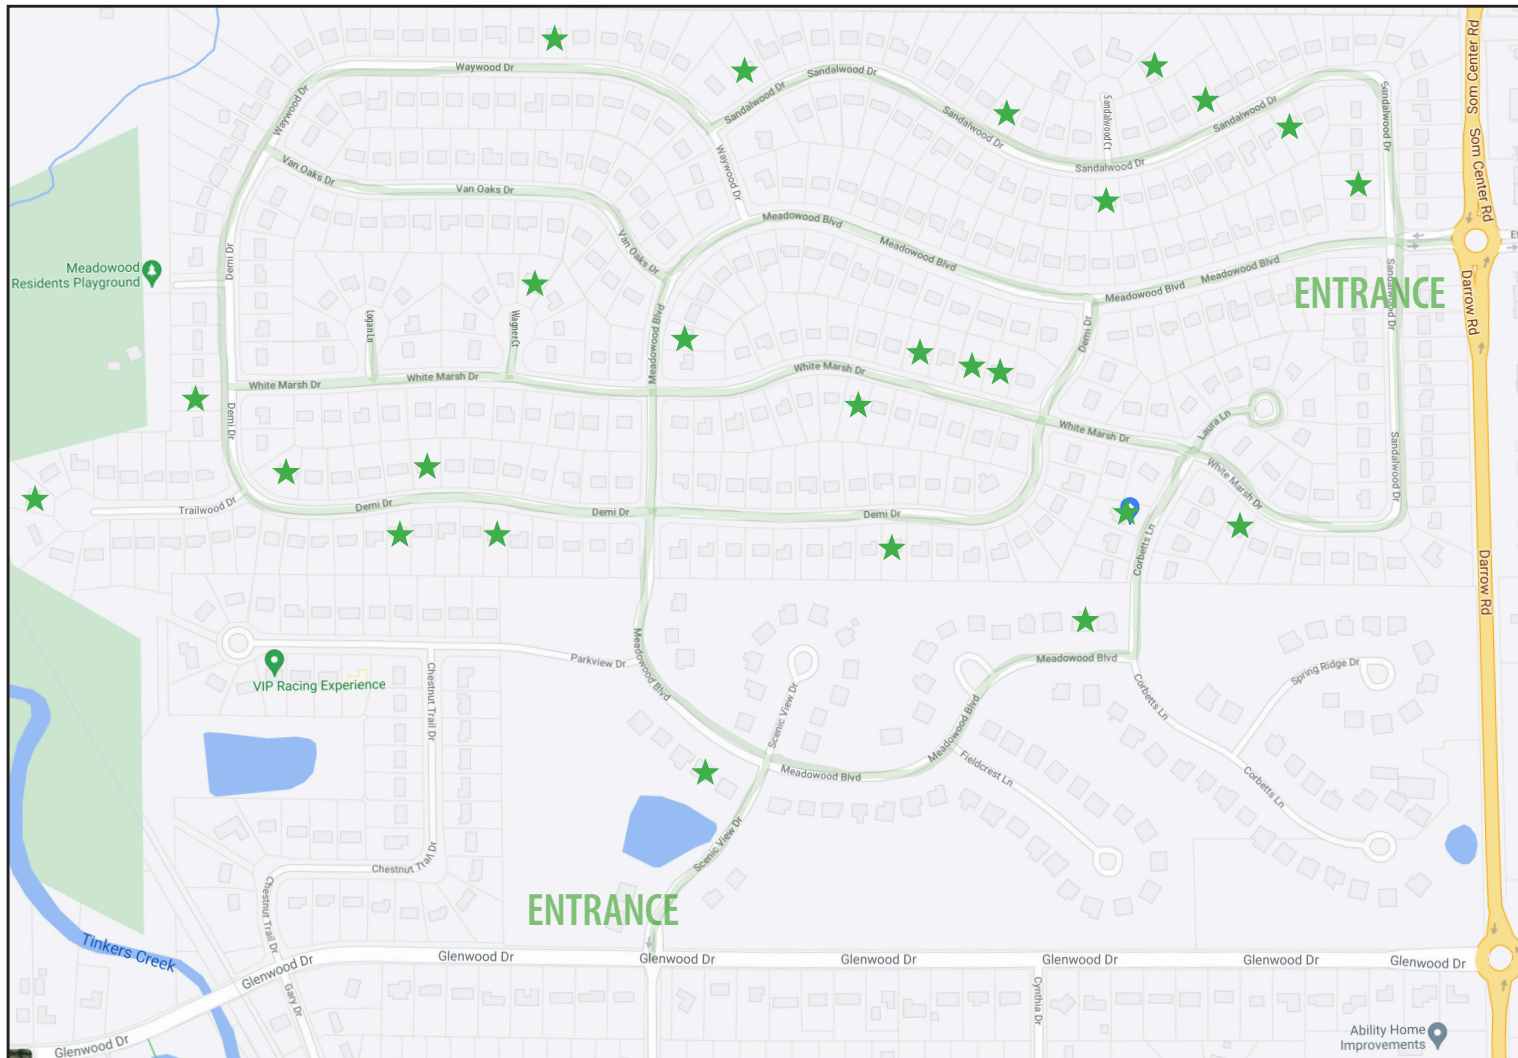 Som Center Rd
Waywood Dr
Sandalwood Dr
Sandalwood Dr
Waywood Dr
Sandalwood Dr
Sandalwood Ct
Sandalwood Dr
Sandalwood Dr
Sandalwood Dr
Som Center Rd
Van Oaks Dr
Van Oaks Dr
Waywood Dr
Meadowood Blvd
Van Oaks Dr
Meadowood Blvd
Meadowood Blvd
Meadowood Blvd
Demi Dr
Meadowood
Residents Playground
ENTRANCE
Sandalwood Dr
Darrow Rd
Logan Ln
Wagner Ct
Meadowood Blvd
Demi Dr
White Marsh Dr
White Marsh Dr
White Marsh Dr
Demi Dr
White Marsh Dr
Laura Ln
White Marsh Dr
Sandalwood Dr
Trailwood Dr
Demi Dr
Demi Dr
Demi Dr
Corbetts Ln
Darrow Rd
Parkview Dr
Meadowood Blvd
Meadowood Blvd
VIP Racing Experience
Chestnut Trail Dr
Scenic View Dr
Meadowood Blvd
Corbetts Ln
Spring Ridge Dr
Meadowood Blvd
Fieldcrest Ln
Corbetts Ln
Scenic View Dr
Chestnut Trail Dr
Chestnut Trail Dr
ENTRANCE
Tinkers Creek
Glenwood Dr
Glenwood Dr
Glenwood Dr
Glenwood Dr
Glenwood Dr
Glenwood Dr
Glenwood Dr
Gary Dr
Cynthia Dr
Glenwood Dr
Ability Home
Improvements